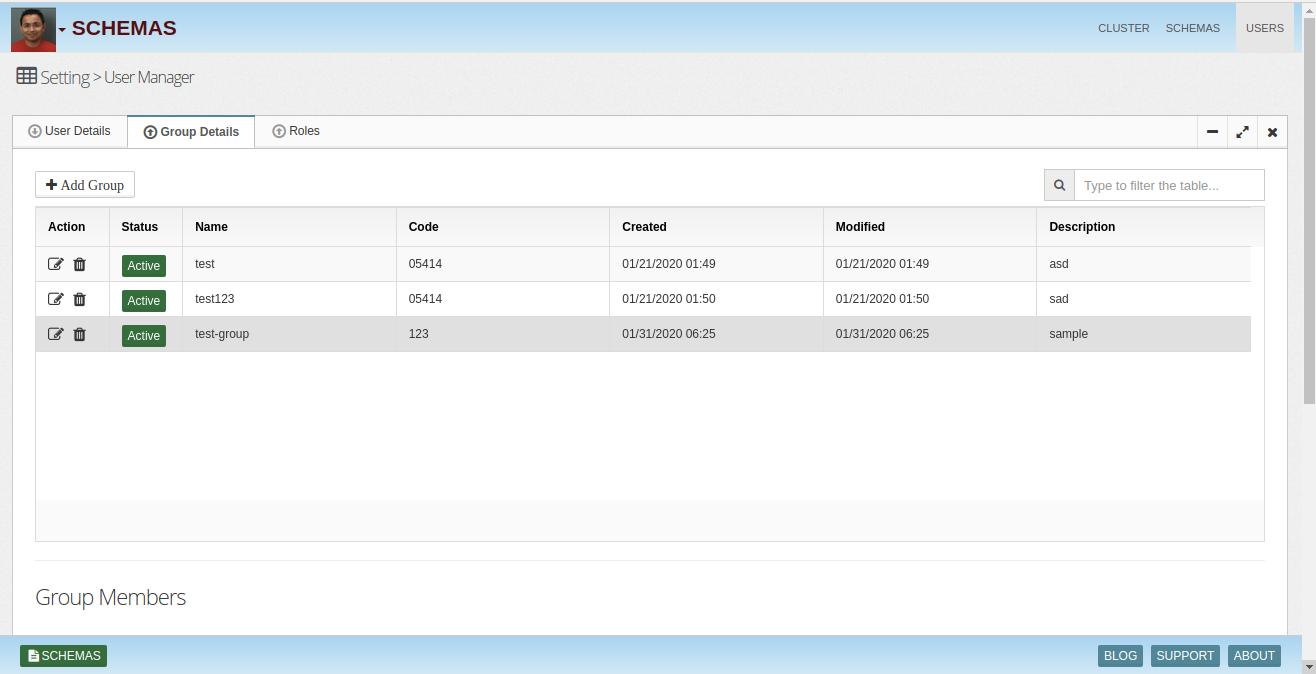 SCHEMAS CLUSTER SCHEMAS USERS
Setting > User Manager
User Details Group Details Roles
Add Group Type to filter the table...
Action Status Name Code Created Modified Description
Active test 05414 01/21/2020 01:49 01/21/2020 01:49 asd
Active test123 05414 01/21/2020 01:50 01/21/2020 01:50 sad
Active test-group 123 01/31/2020 06:25 01/31/2020 06:25 sample
Group Members
SCHEMAS BLOG SUPPORT ABOUT